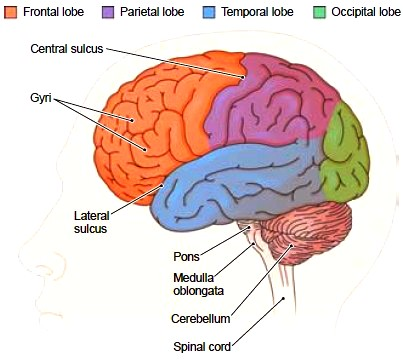 Frontal lobe Parietal lobe Temporal lobe Occipital lobe
Central sulcus
Gyri
Lateral
sulcus
Pons
Medulla
oblongata
Cerebellum
Spinal cord